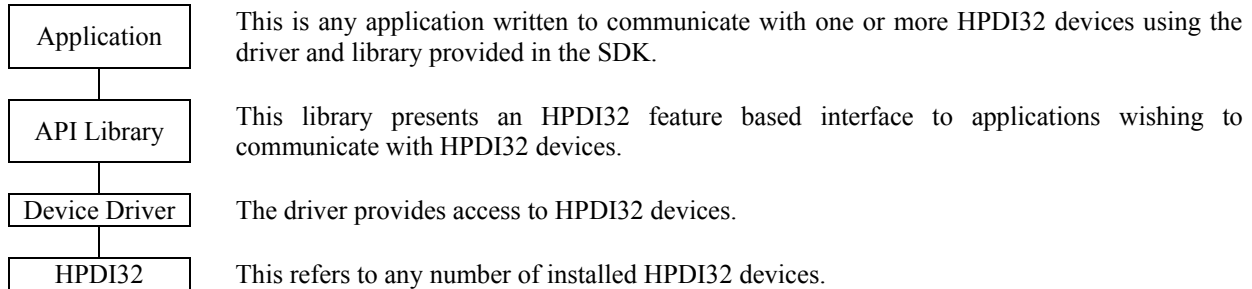 Application
This is any application written to communicate with one or more HPDI32 devices using the
driver and library provided in the SDK.
API Library
This library presents an HPDI32 feature based interface to applications wishing to
communicate with HPDI32 devices.
Device Driver
The driver provides access to HPDI32 devices.
HPDI32
This refers to any number of installed HPDI32 devices.